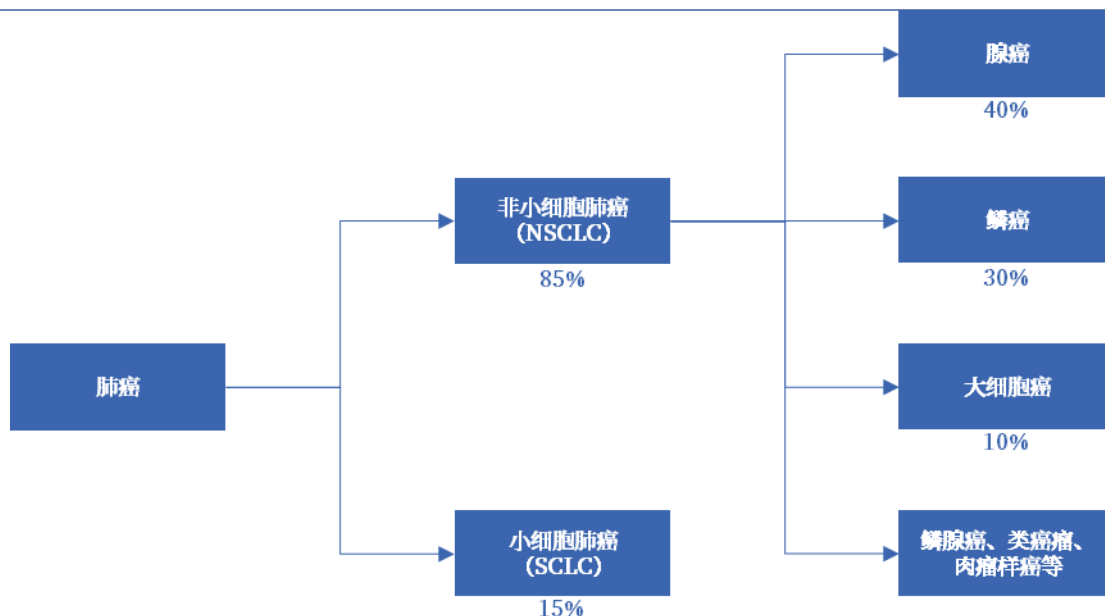 腺癌
40%
非小细胞肺癌
（NSCLC）
85%
鳞癌
30%
肺癌
大细胞癌
10%
小细胞肺癌
（SCLC）
15%
鳞腺癌、类癌瘤、
肉瘤样癌等